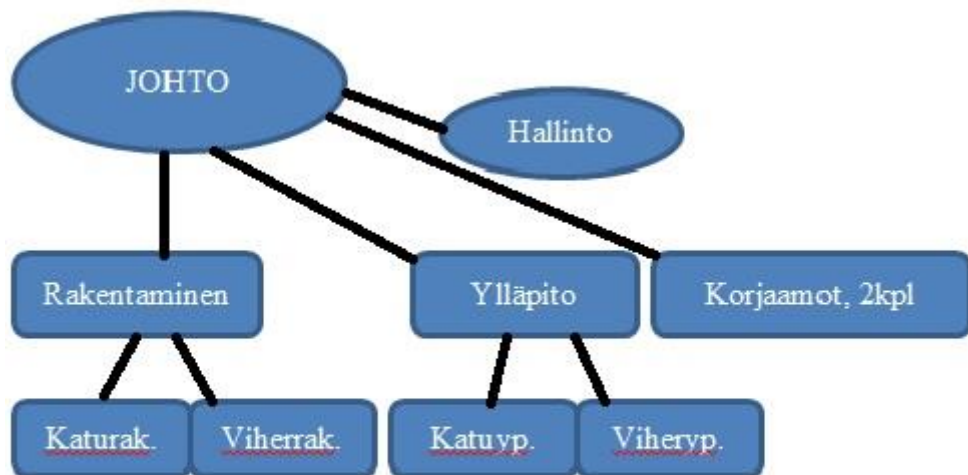 JOHTO
Hallinto
Rakentaminen
Ylläpito
Korjaamot, 2kpl
Katurak.
Viherrak.
Katuyp.
Viheryp.